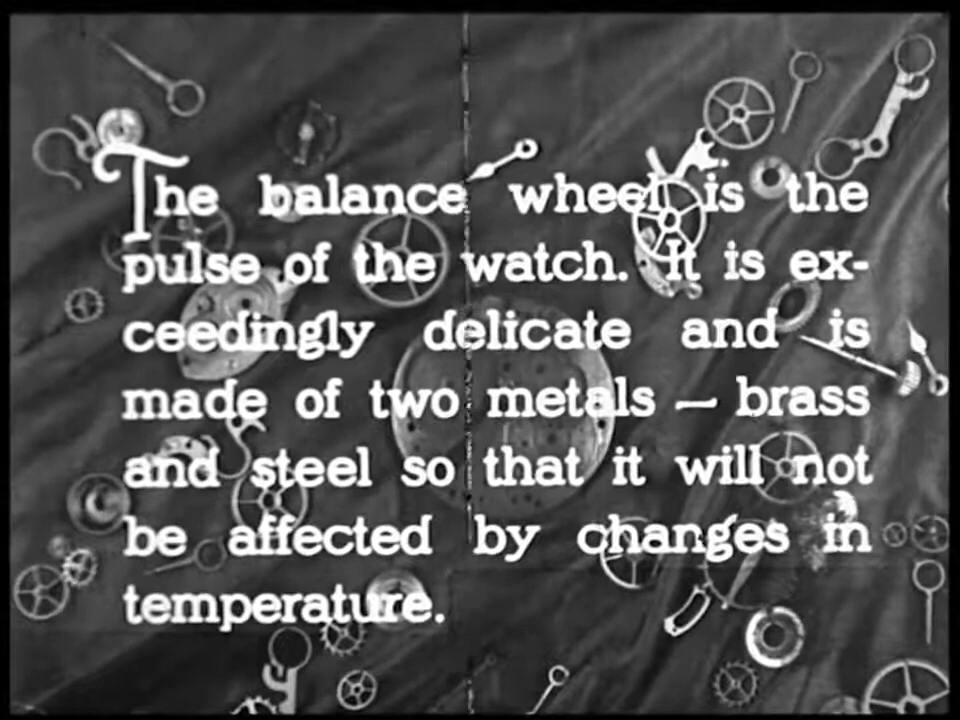 The balance wheel is the
pulse of the watch. It is ex-
ceedingly delicate and is
made of two metals — brass
and steel so that it will not
be affected by changes in
temperature.